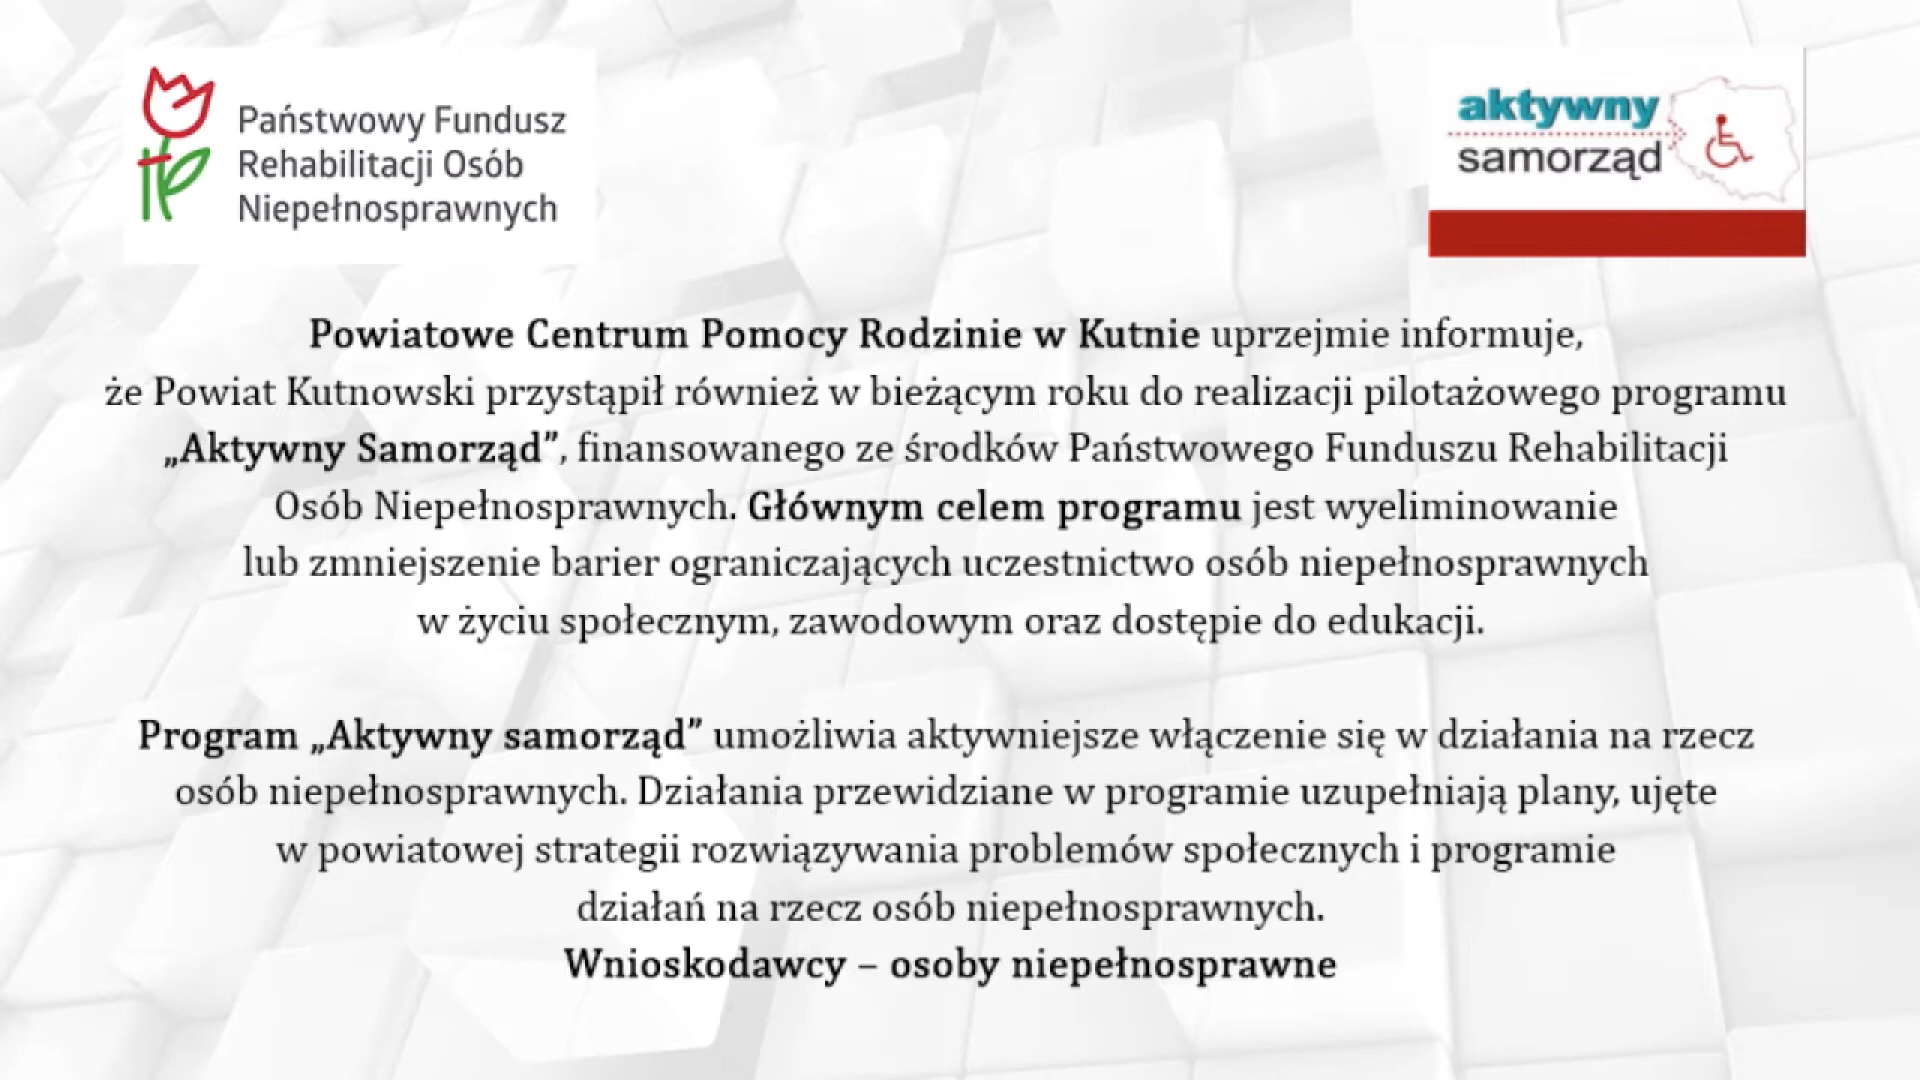 Państwowy Fundusz
Rehabilitacji Osób
Niepełnosprawnych
aktywny
samorząd
Powiatowe Centrum Pomocy Rodzinie w Kutnie uprzejmie informuje,
że Powiat Kutnowski przystąpił również w bieżącym roku do realizacji pilotażowego programu
„Aktywny Samorząd”, finansowanego ze środków Państwowego Funduszu Rehabilitacji
Osób Niepełnosprawnych. Głównym celem programu jest wyeliminowanie
lub zmniejszenie barier ograniczających uczestnictwo osób niepełnosprawnych
w życiu społecznym, zawodowym oraz dostępie do edukacji.
Program „Aktywny samorząd” umożliwia aktywniejsze włączenie się w działania na rzecz
osób niepełnosprawnych. Działania przewidziane w programie uzupełniają plany, ujęte
w powiatowej strategii rozwiązywania problemów społecznych i programie
działań na rzecz osób niepełnosprawnych.
Wnioskodawcy – osoby niepełnosprawne